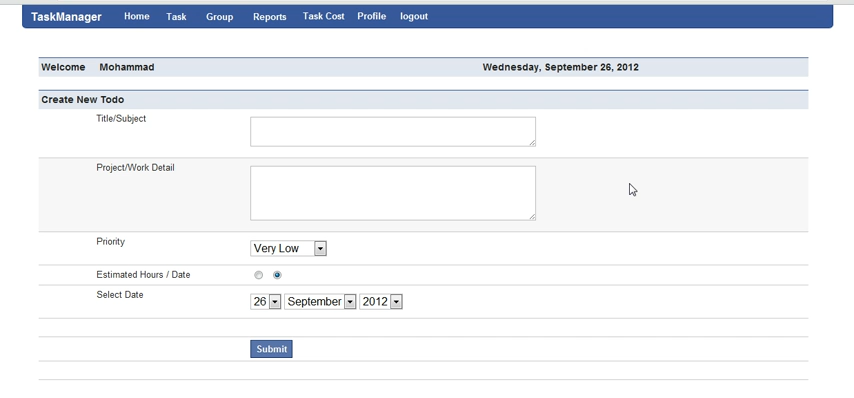 TaskManager Home Task Group Reports Task Cost Profile logout
Welcome Mohammad Wednesday, September 26, 2012
Create New Todo
Title/Subject
Project/Work Detail
Priority Very Low
Estimated Hours / Date
Select Date 26 September 2012
Submit